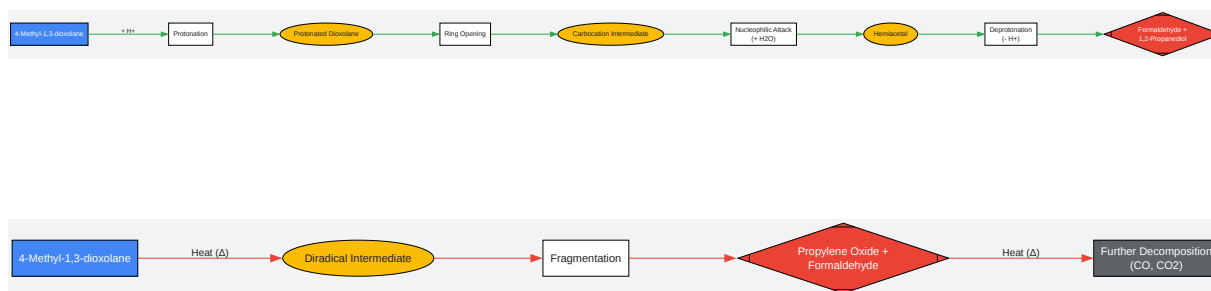 4-Methyl-1,3-dioxolane
+ H+
Protonation
Protonated Dioxolane
Ring Opening
Carbocation Intermediate
Nucleophilic Attack
(+ H2O)
Hemiacetal
Deprotonation
(- H+)
Formaldehyde +
1,2-Propanediol
4-Methyl-1,3-dioxolane
Heat (Δ)
Diradical Intermediate
Fragmentation
Propylene Oxide +
Formaldehyde
Heat (Δ)
Further Decomposition
(CO, CO2)